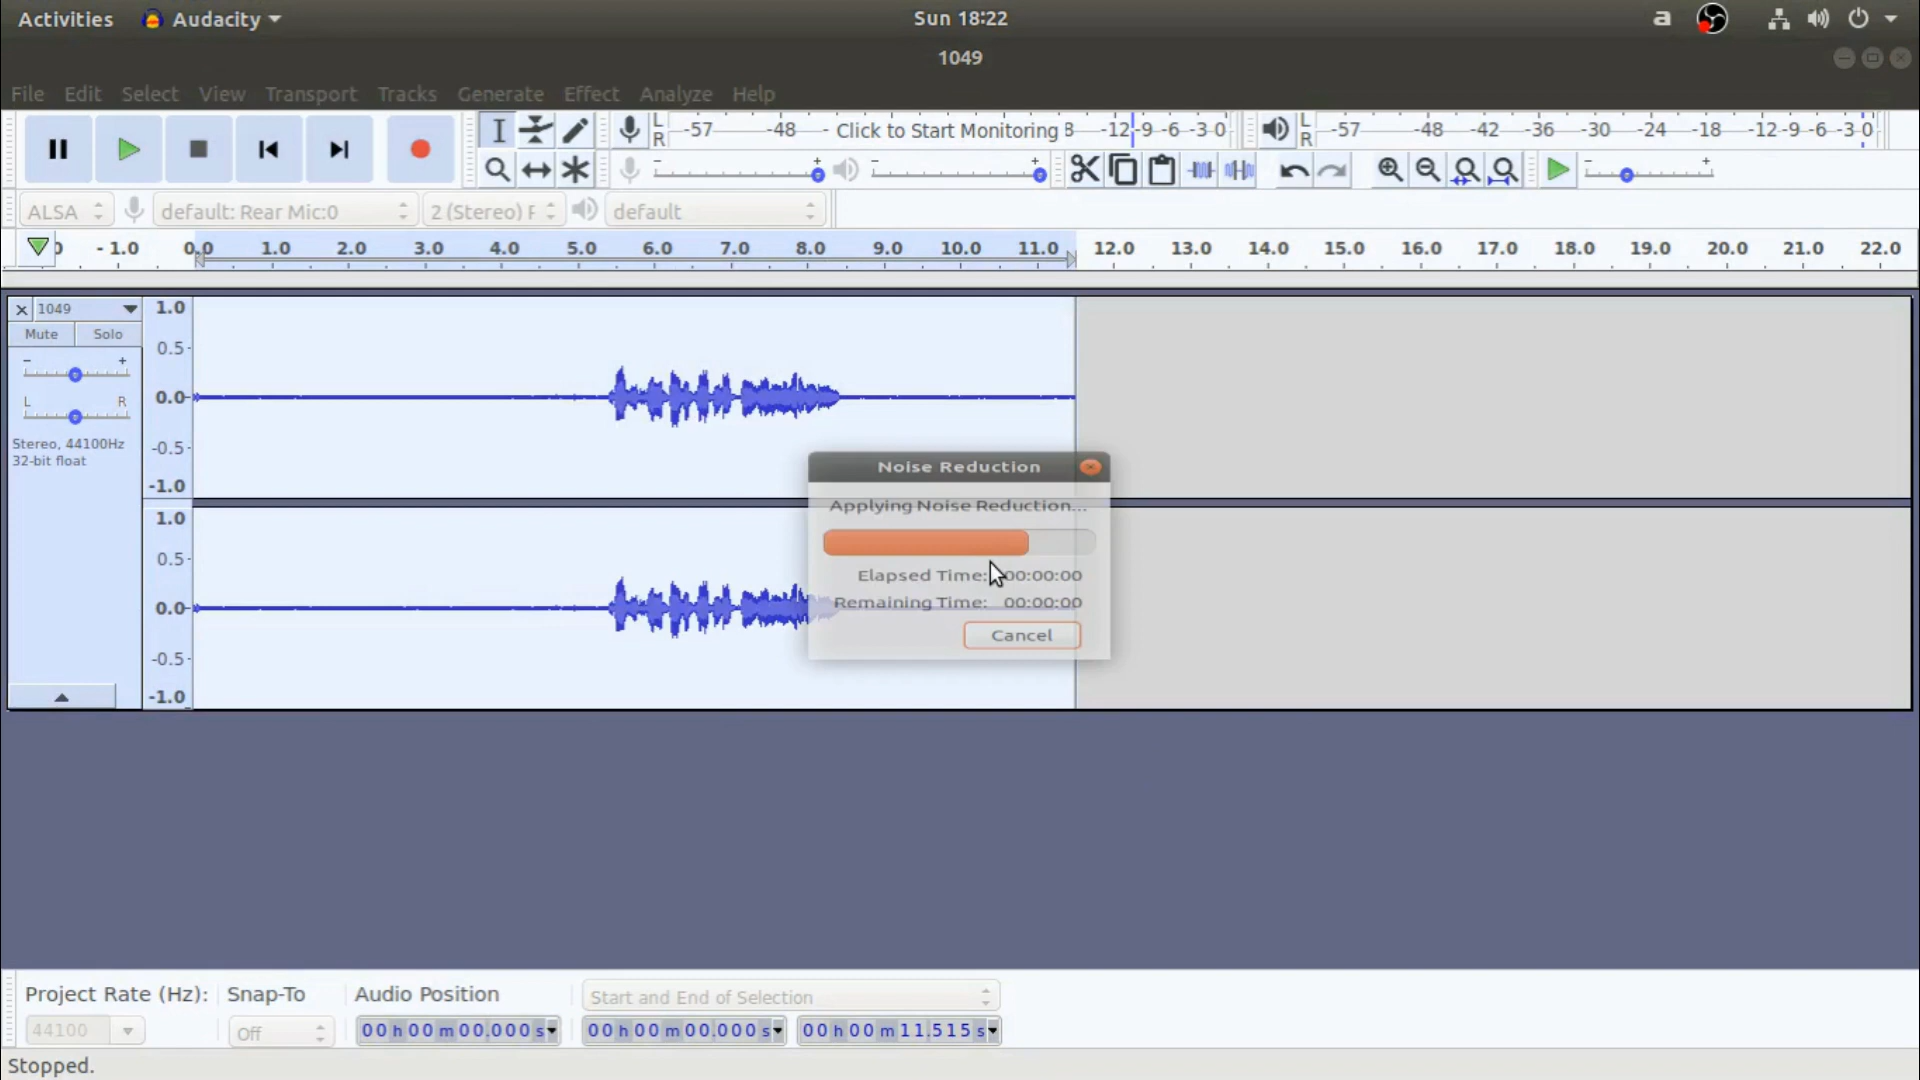 Activities Audacity Sun 18:22 a
1049
File Edit Select View Transport Tracks Generate Effect Analyze Help
L R -57 -48 - Click to Start Monitoring 8 -12 -9 -6 -3 0 L R -57 -48 -42 -36 -30 -24 -18 -12 -9 -6 -3 0
- + - + - +
ALSA default: Rear Mic:0 2 (Stereo) default
- 1.0 0.0 1.0 2.0 3.0 4.0 5.0 6.0 7.0 8.0 9.0 10.0 11.0 12.0 13.0 14.0 15.0 16.0 17.0 18.0 19.0 20.0 21.0 22.0
1049 1.0
Mute Solo
0.5
- +
L R 0.0
Stereo, 44100Hz -0.5
32-bit float
-1.0
Noise Reduction
Applying Noise Reduction...
Elapsed Time: 00:00:00
Remaining Time: 00:00:00
Cancel
1.0
0.5
0.0
-0.5
-1.0
Project Rate (Hz): Snap-To Audio Position Start and End of Selection
44100 Off 00 h 00 m 00.000 s 00 h 00 m 00.000 s 00 h 00 m 11.515 s
Stopped.